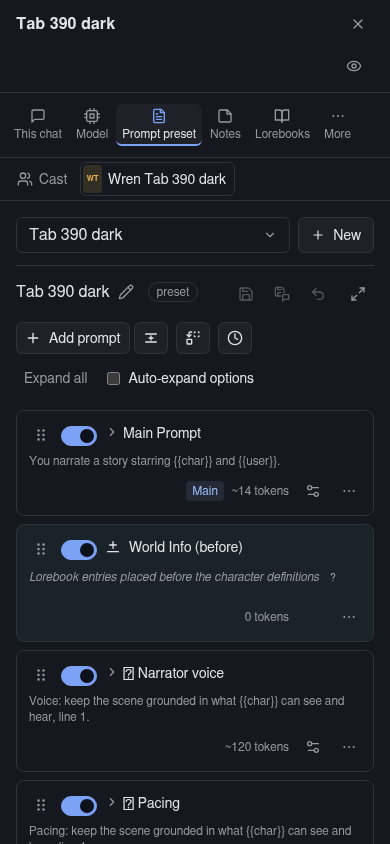 Tab 390 dark
This chat
Model
Prompt preset
Notes
Lorebooks
More
Cast
WT
Wren Tab 390 dark
Tab 390 dark
New
Tab 390 dark
preset
Add prompt
Expand all
Auto-expand options
Main Prompt
You narrate a story starring {{char}} and {{user}}.
Main
~14 tokens
World Info (before)
Lorebook entries placed before the character definitions ?
0 tokens
Narrator voice
Voice: keep the scene grounded in what {{char}} can see and
hear, line 1.
~120 tokens
Pacing
Pacing: keep the scene grounded in what {{char}} can see and